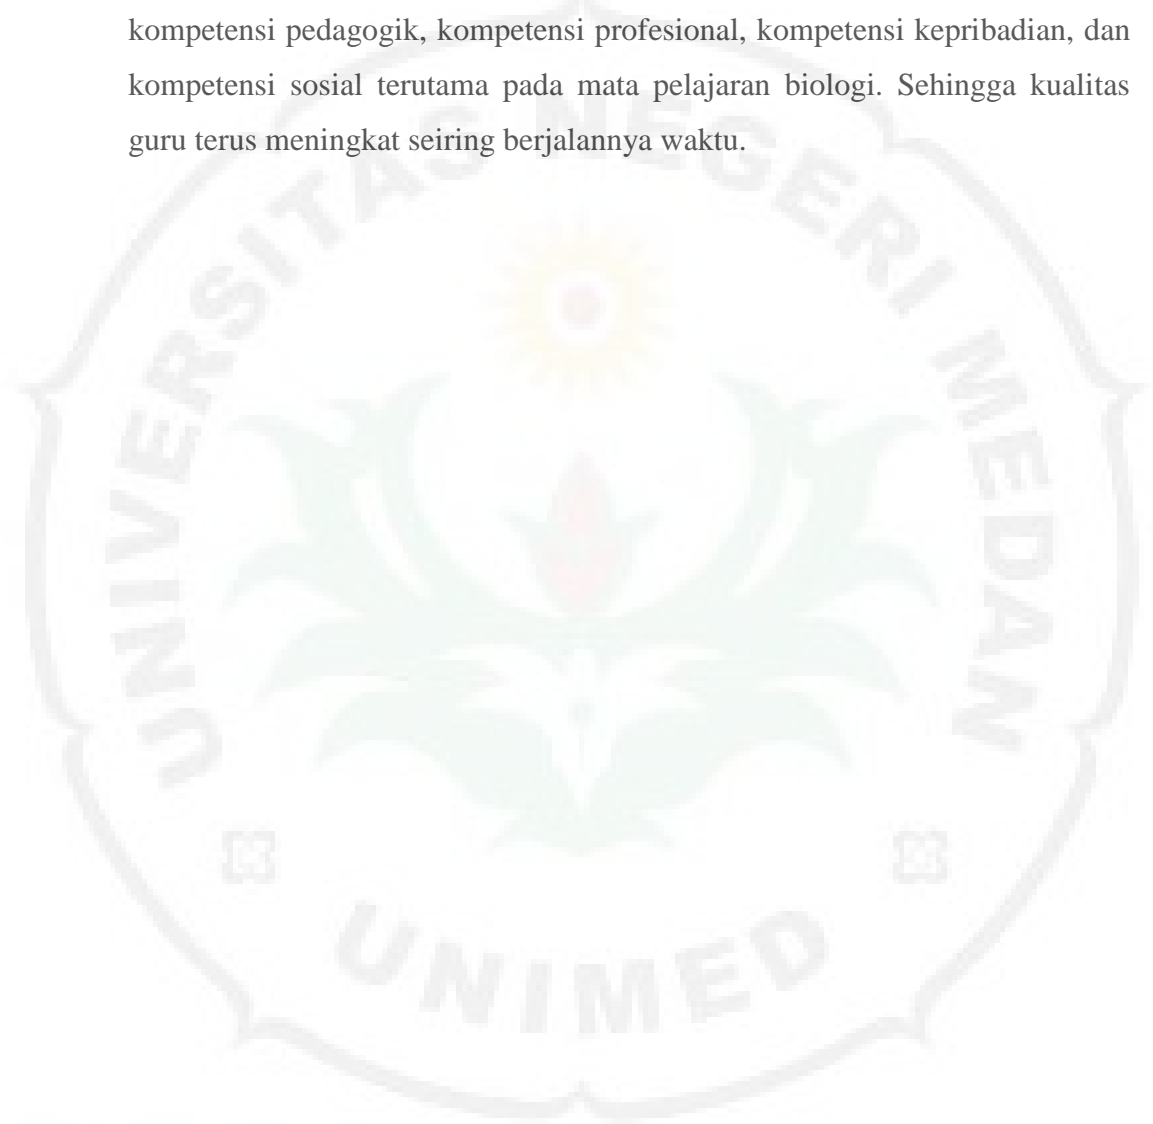 kompetensi pedagogik, kompetensi profesional, kompetensi kepribadian, dan
kompetensi sosial terutama pada mata pelajaran biologi. Sehingga kualitas
guru terus meningkat seiring berjalannya waktu.
UNIVERSITAS NEGERI MEDAN
UNIMED